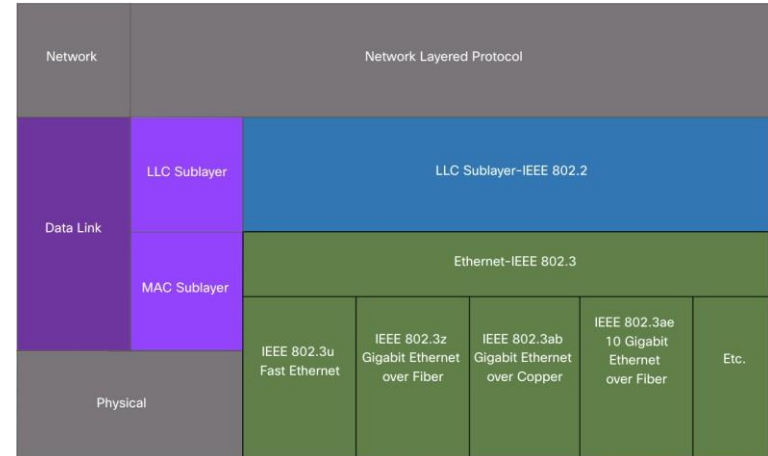 Network
Network Layered Protocol
Data Link
LLC Sublayer
LLC Sublayer-IEEE 802.2
MAC Sublayer
Ethernet-IEEE 802.3
IEEE 802.3u
Fast Ethernet
IEEE 802.3z
Gigabit Ethernet
over Fiber
IEEE 802.3ab
Gigabit Ethernet
over Copper
IEEE 802.3ae
10 Gigabit
Ethernet
over Fiber
Etc.
Physical